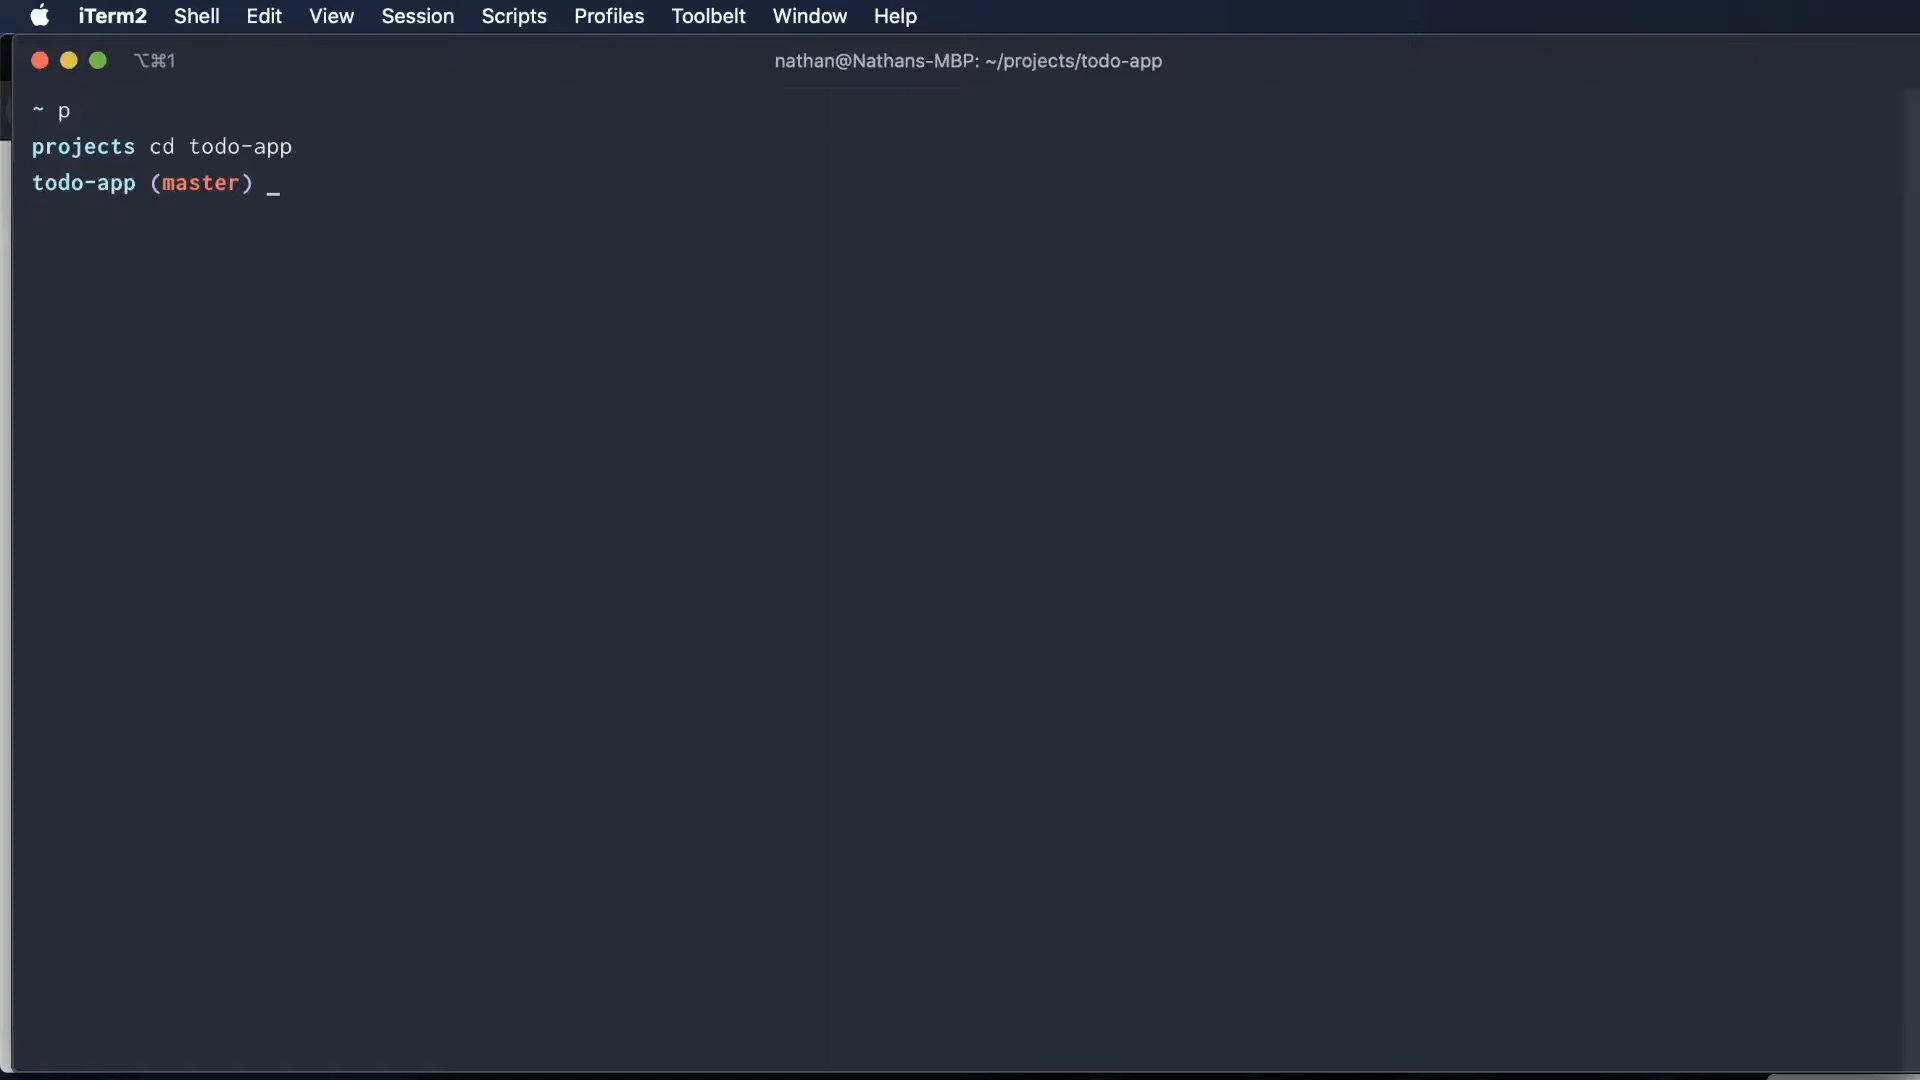 iTerm2 Shell Edit View Session Scripts Profiles Toolbelt Window Help
⌥⌘1 nathan@Nathans-MBP: ~/projects/todo-app
~ p
projects cd todo-app
todo-app (master) _